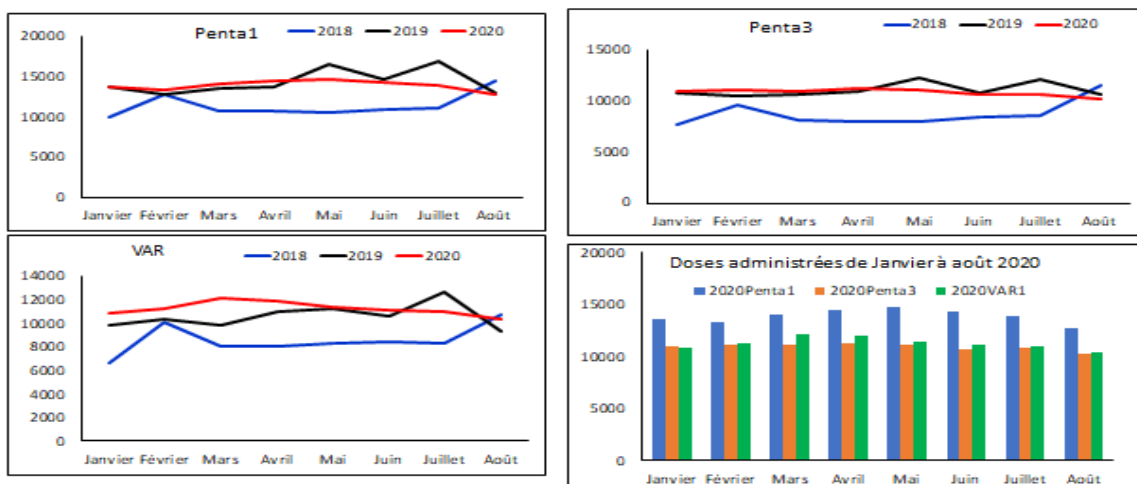 Penta1 2018 2019 2020
20000
15000
10000
5000
0
Janvier Février Mars Avril Mai Juin Juillet Août
Penta3 2018 2019 2020
15000
10000
5000
0
Janvier Février Mars Avril Mai Juin Juillet Août
VAR 2018 2019 2020
14000
12000
10000
8000
6000
4000
2000
0
Janvier Février Mars Avril Mai Juin Juillet Août
Doses administrées de Janvier à août 2020
2020Penta1 2020Penta3 2020VAR1
20000
15000
10000
5000
0
Janvier Février Mars Avril Mai Juin Juillet Août